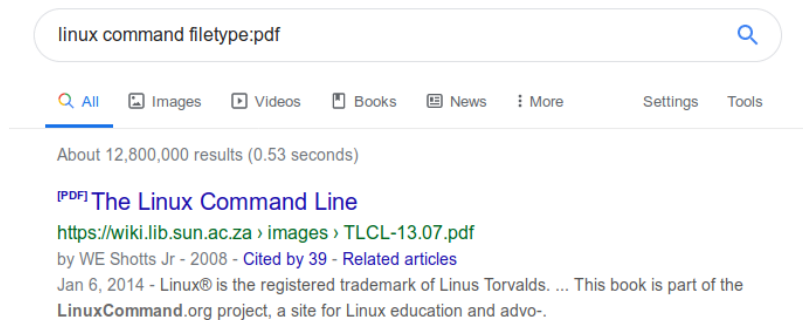 linux command filetype:pdf
All Images Videos Books News More Settings Tools
About 12,800,000 results (0.53 seconds)
[PDF] The Linux Command Line
https://wiki.lib.sun.ac.za › images › TLCL-13.07.pdf
by WE Shotts Jr - 2008 - Cited by 39 - Related articles
Jan 6, 2014 - Linux® is the registered trademark of Linus Torvalds. ... This book is part of the
LinuxCommand.org project, a site for Linux education and advo-.